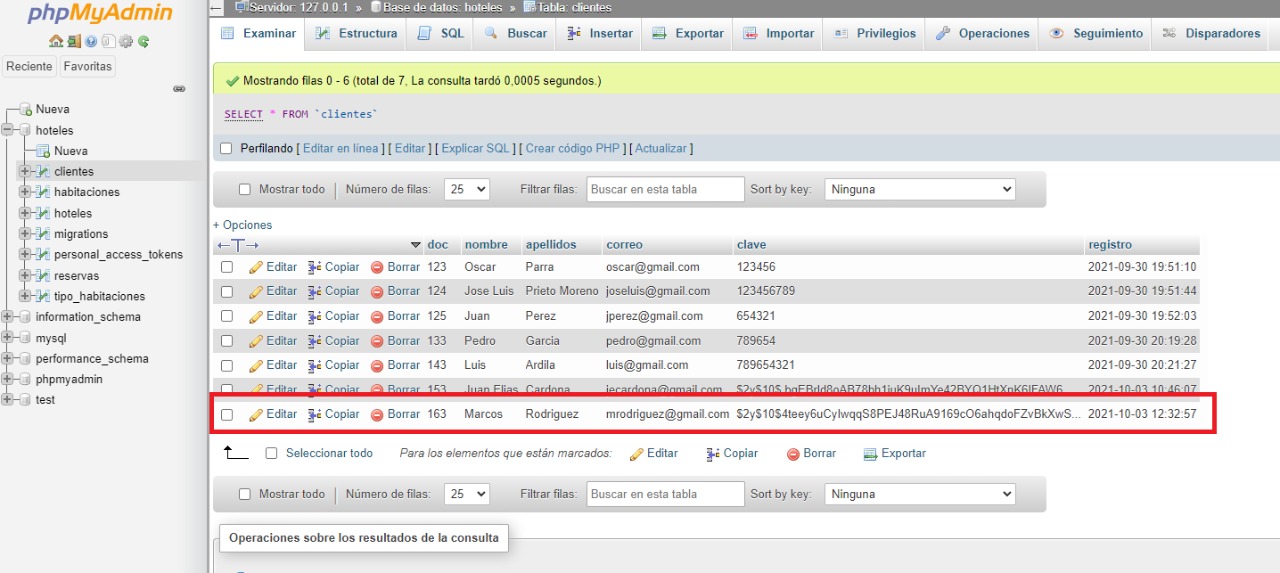 phpMyAdmin
Reciente Favoritas
Nueva
hoteles
Nueva
clientes
habitaciones
hoteles
migrations
personal_access_tokens
reservas
tipo_habitaciones
information_schema
mysql
performance_schema
phpmyadmin
test
Servidor: 127.0.0.1 » Base de datos: hoteles » Tabla: clientes
Examinar Estructura SQL Buscar Insertar Exportar Importar Privilegios Operaciones Seguimiento Disparadores
Mostrando filas 0 - 6 (total de 7, La consulta tardó 0,0005 segundos.)
SELECT * FROM `clientes`
Perfilando [ Editar en línea ] [ Editar ] [ Explicar SQL ] [ Crear código PHP ] [ Actualizar ]
Mostrar todo | Número de filas: 25 Filtrar filas: Buscar en esta tabla Sort by key: Ninguna
+ Opciones
←T→ doc nombre apellidos correo clave registro
Editar Copiar Borrar 123 Oscar Parra oscar@gmail.com 123456 2021-09-30 19:51:10
Editar Copiar Borrar 124 Jose Luis Prieto Moreno joseluis@gmail.com 123456789 2021-09-30 19:51:44
Editar Copiar Borrar 125 Juan Perez jperez@gmail.com 654321 2021-09-30 19:52:03
Editar Copiar Borrar 133 Pedro Garcia pedro@gmail.com 789654 2021-09-30 20:19:28
Editar Copiar Borrar 143 Luis Ardila luis@gmail.com 789654321 2021-09-30 20:21:27
Editar Copiar Borrar 153 Juan Elias Cardona jecardona@gmail.com 2021-10-03 10:46:07
Editar Copiar Borrar 163 Marcos Rodriguez mrodriguez@gmail.com $2y$10$4teey6uCyIwqqS8PEJ48RuA9169cO6ahqdoFZvBkXwS... 2021-10-03 12:32:57
Seleccionar todo Para los elementos que están marcados: Editar Copiar Borrar Exportar
Mostrar todo | Número de filas: 25 Filtrar filas: Buscar en esta tabla Sort by key: Ninguna
Operaciones sobre los resultados de la consulta